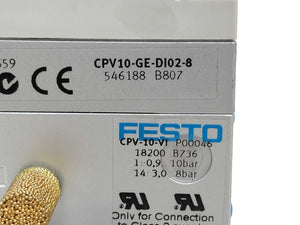 659
CPV10-GE-DI02-8
546188 B807
FESTO
CPV-10-VI P00046
18200 B736
1: 0,9 10bar
14: 3,0 8bar
Only for Connection